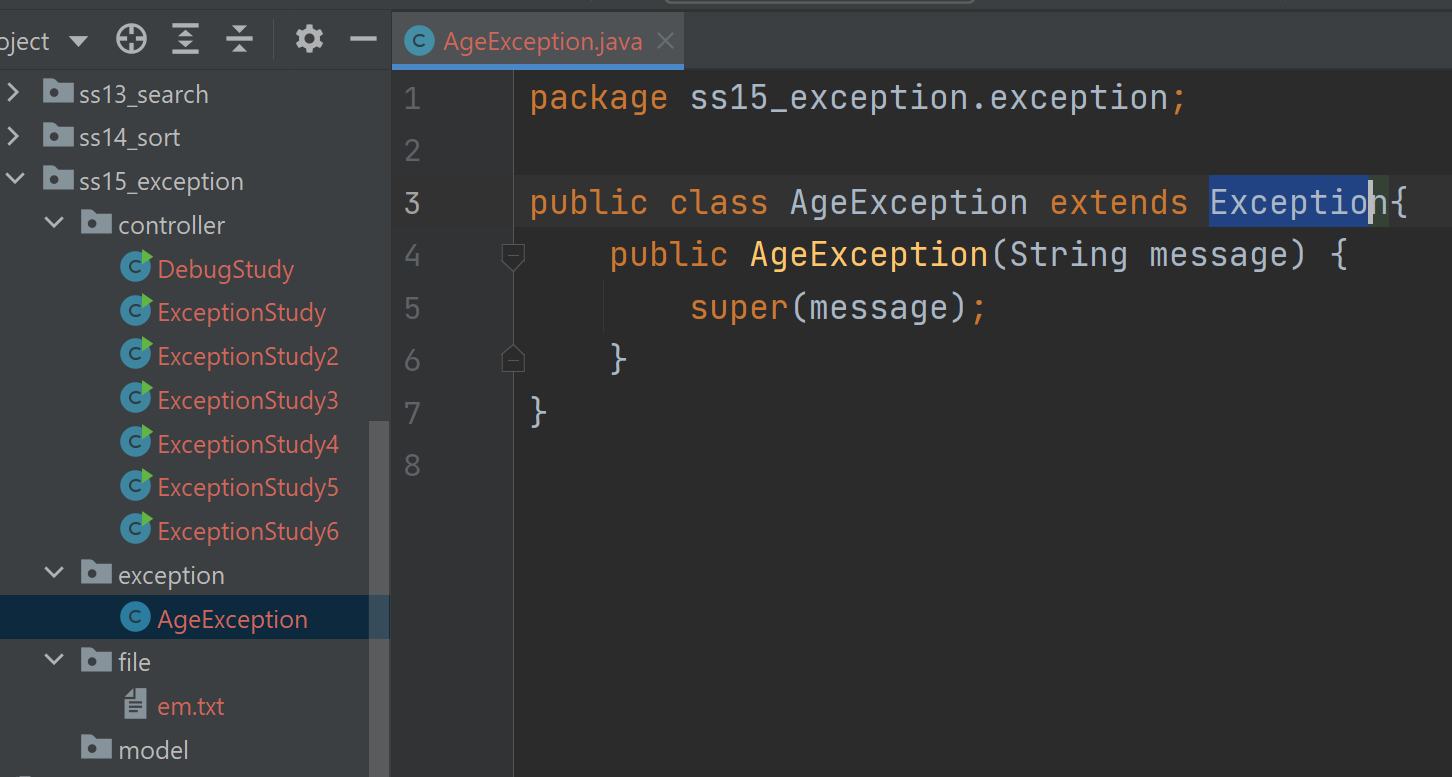 oject
AgeException.java
ss13_search
ss14_sort
ss15_exception
controller
DebugStudy
ExceptionStudy
ExceptionStudy2
ExceptionStudy3
ExceptionStudy4
ExceptionStudy5
ExceptionStudy6
exception
AgeException
file
em.txt
model
1 package ss15_exception.exception;
2
3 public class AgeException extends Exception{
4     public AgeException(String message) {
5         super(message);
6     }
7 }
8